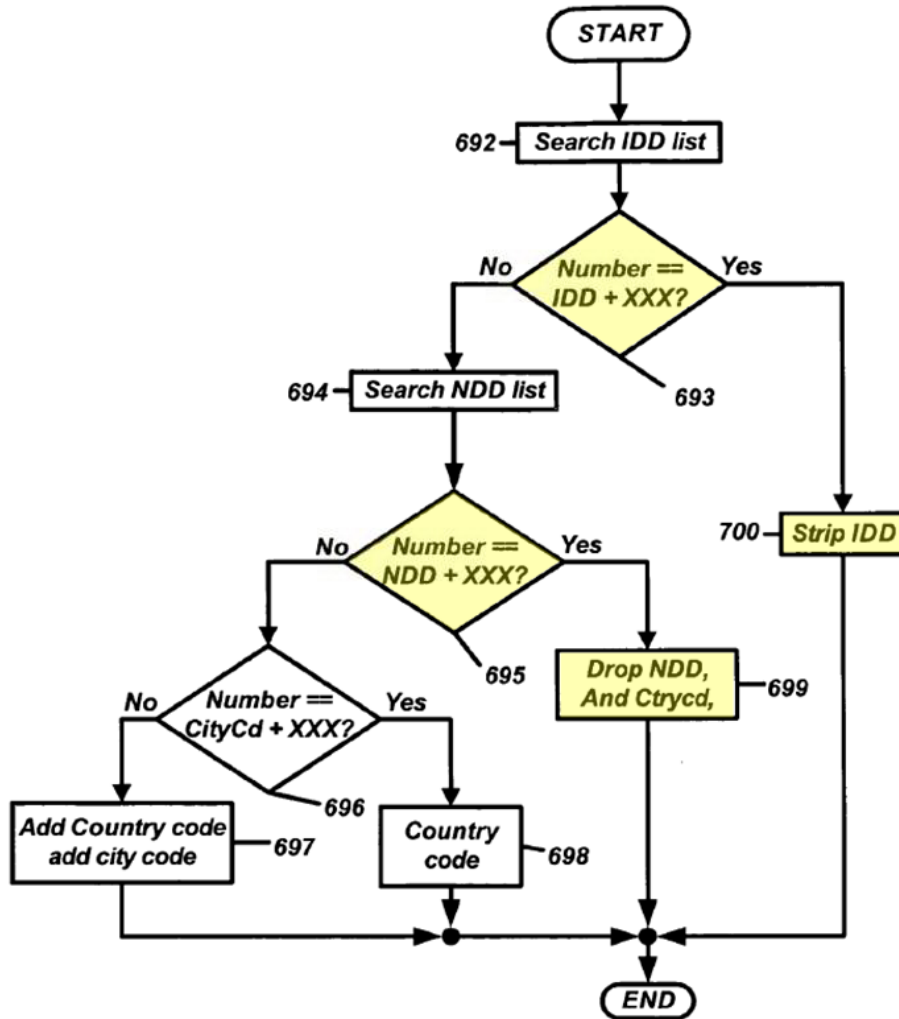 START
692
Search IDD list
No
Number ==
IDD + XXX?
Yes
693
694
Search NDD list
700
Strip IDD
No
Number ==
NDD + XXX?
Yes
695
Drop NDD,
And Ctrycd,
699
No
Number ==
CityCd + XXX?
Yes
696
Add Country code
add city code
697
Country
code
698
END